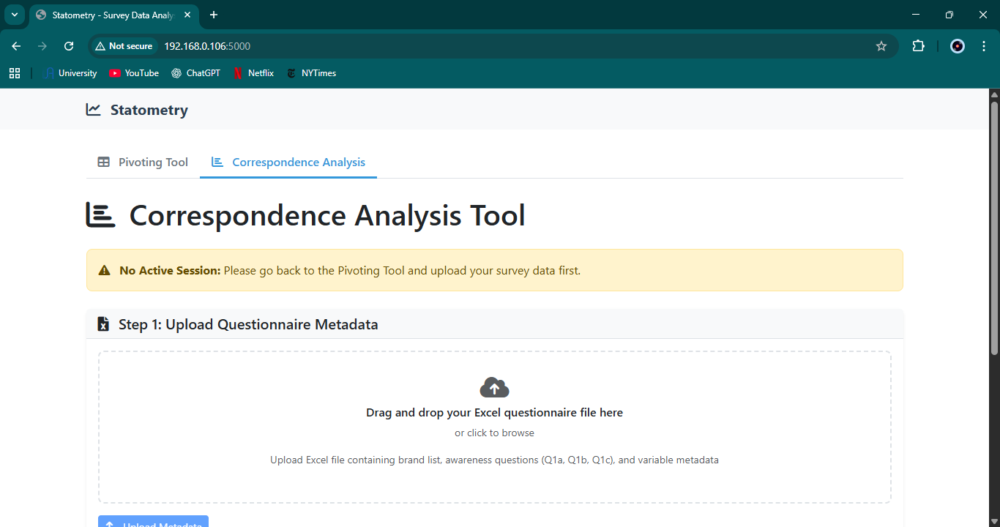 Statometry - Survey Data Analy
Not secure
192.168.0.106:5000
University
YouTube
ChatGPT
Netflix
NYTimes
Statometry
Pivoting Tool
Correspondence Analysis
Correspondence Analysis Tool
No Active Session: Please go back to the Pivoting Tool and upload your survey data first.
Step 1: Upload Questionnaire Metadata
Drag and drop your Excel questionnaire file here
or click to browse
Upload Excel file containing brand list, awareness questions (Q1a, Q1b, Q1c), and variable metadata
Upload Metadata